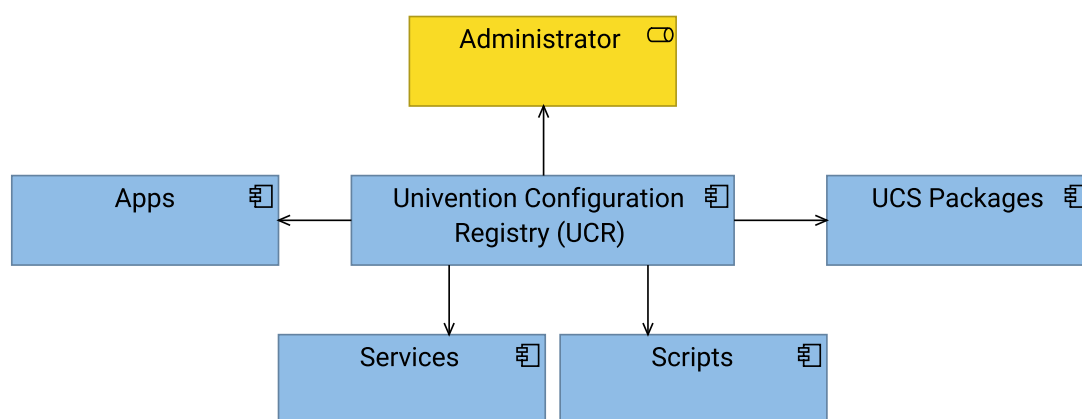 Administrator
Apps
Univention Configuration
Registry (UCR)
UCS Packages
Services
Scripts